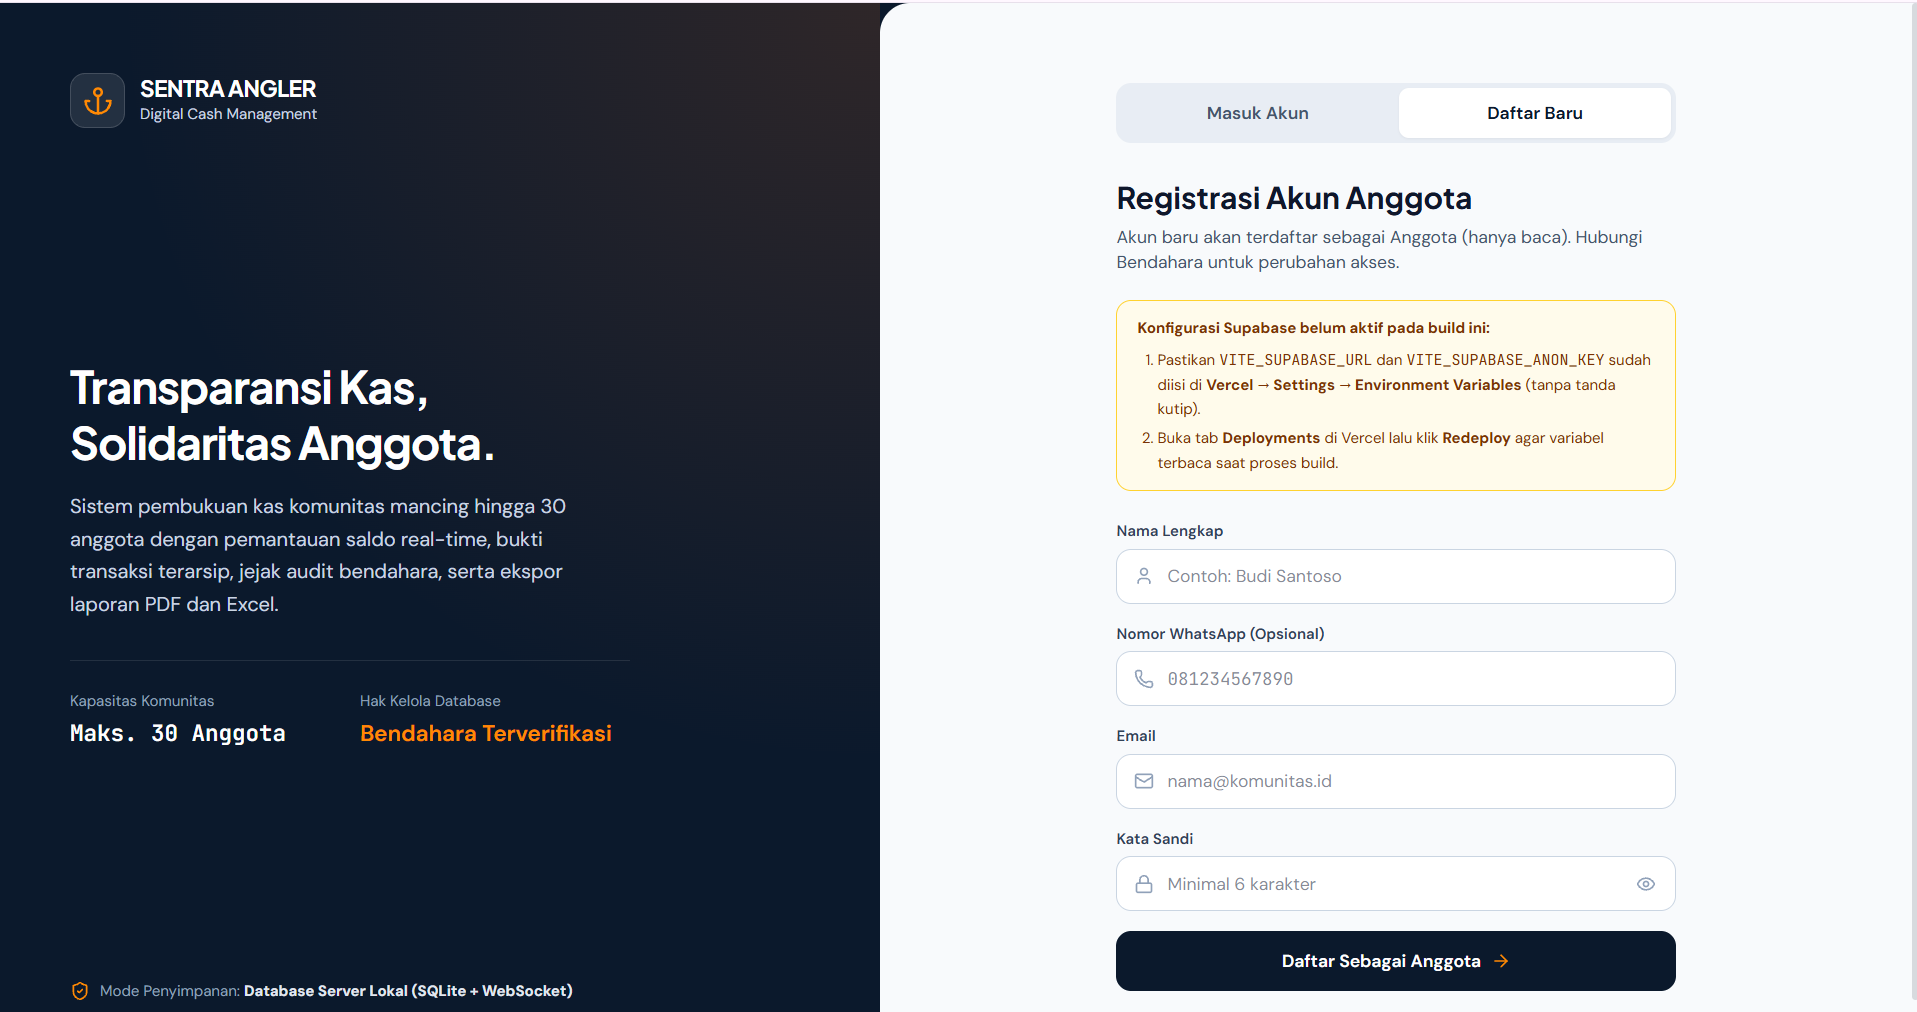 SENTRA ANGLER
Digital Cash Management
Transparansi Kas,
Solidaritas Anggota.
Sistem pembukuan kas komunitas mancing hingga 30
anggota dengan pemantauan saldo real-time, bukti
transaksi terarsip, jejak audit bendahara, serta ekspor
laporan PDF dan Excel.
Kapasitas Komunitas
Maks. 30 Anggota
Hak Kelola Database
Bendahara Terverifikasi
Mode Penyimpanan: Database Server Lokal (SQLite + WebSocket)
Masuk Akun
Daftar Baru
Registrasi Akun Anggota
Akun baru akan terdaftar sebagai Anggota (hanya baca). Hubungi
Bendahara untuk perubahan akses.
Konfigurasi Supabase belum aktif pada build ini:
1. Pastikan VITE_SUPABASE_URL dan VITE_SUPABASE_ANON_KEY sudah
diisi di Vercel → Settings → Environment Variables (tanpa tanda
kutip).
2. Buka tab Deployments di Vercel lalu klik Redeploy agar variabel
terbaca saat proses build.
Nama Lengkap
Contoh: Budi Santoso
Nomor WhatsApp (Opsional)
081234567890
Email
nama@komunitas.id
Kata Sandi
Minimal 6 karakter
Daftar Sebagai Anggota →